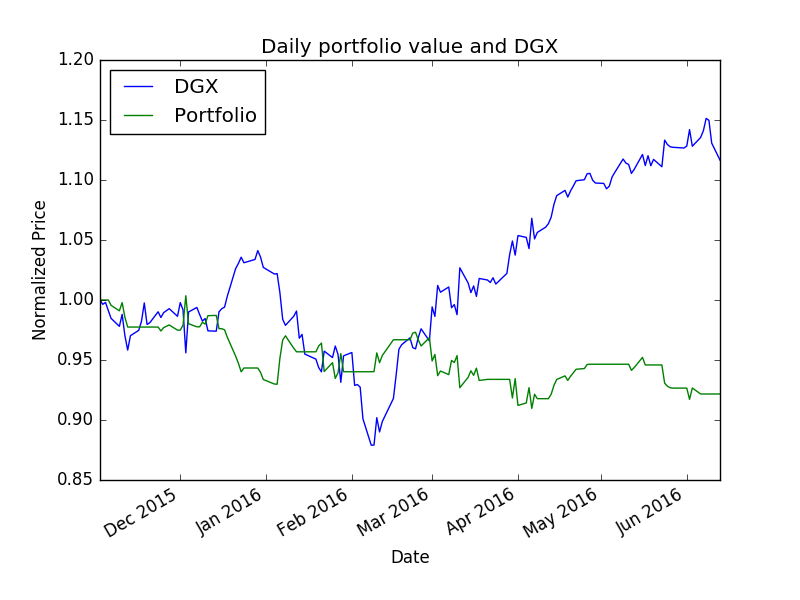 Daily portfolio value and DGX
DGX
Portfolio
1.20
1.15
1.10
1.05
1.00
0.95
0.90
0.85
Normalized Price
Dec 2015
Jan 2016
Feb 2016
Mar 2016
Apr 2016
May 2016
Jun 2016
Date